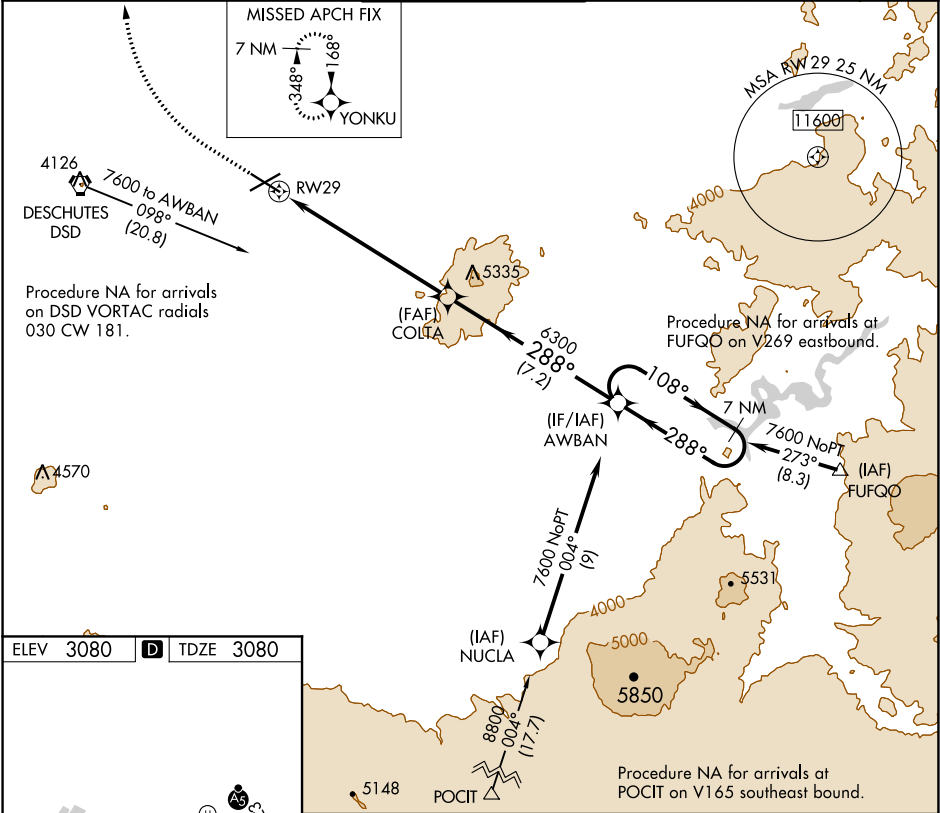 MISSED APCH FIX
7 NM
168°
348°
YONKU
MSA RW 29 25 NM
11600
4126
7600 to AWBAN
098°
(20.8)
DESCHUTES
DSD
RW29
4000
Procedure NA for arrivals
on DSD VORTAC radials
030 CW 181.
5335
(FAF)
COLTA
6300
288°
(7.2)
Procedure NA for arrivals at
FUFQO on V269 eastbound.
108°
7 NM
(IF/IAF)
AWBAN
288°
7600 NoPT
273°
(8.3)
(IAF)
FUFQO
4570
7600 NoPT
004°
(9)
5531
4000
(IAF)
NUCLA
5000
5850
ELEV 3080 D TDZE 3080
8800
004°
(17.7)
5148
POCIT
Procedure NA for arrivals at
POCIT on V165 southeast bound.
A5